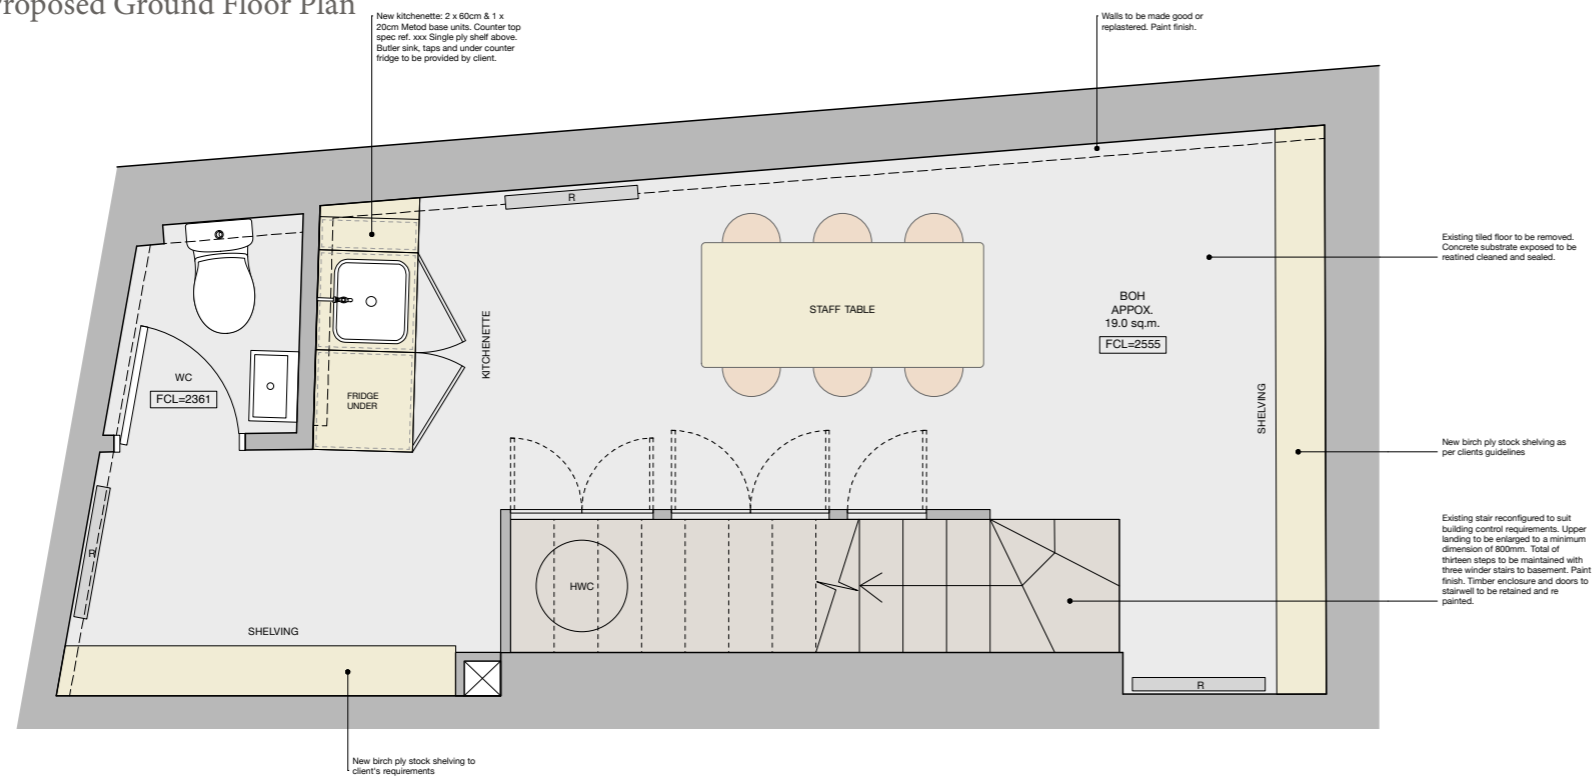 Proposed Ground Floor Plan
New kitchenette: 2 x 60cm & 1 x
20cm Metod base units. Counter top
spec ref. xxx Single ply shelf above.
Butler sink, taps and under counter
fridge to be provided by client.
Walls to be made good or
replastered. Paint finish.
R
Existing tiled floor to be removed.
Concrete substrate exposed to be
reatined cleaned and sealed.
STAFF TABLE
BOH
APPOX.
19.0 sq.m.
FCL=2555
KITCHENETTE
WC
FCL=2361
FRIDGE
UNDER
SHELVING
New birch ply stock shelving as
per clients guidelines
Existing stair reconfigured to suit
building control requirements. Upper
landing to be enlarged to a minimum
dimension of 800mm. Total of
thirteen steps to be maintained with
three winder stairs to basement. Paint
finish. Timber enclosure and doors to
stairwell to be retained and re
painted.
R
HWC
SHELVING
R
New birch ply stock shelving to
client's requirements